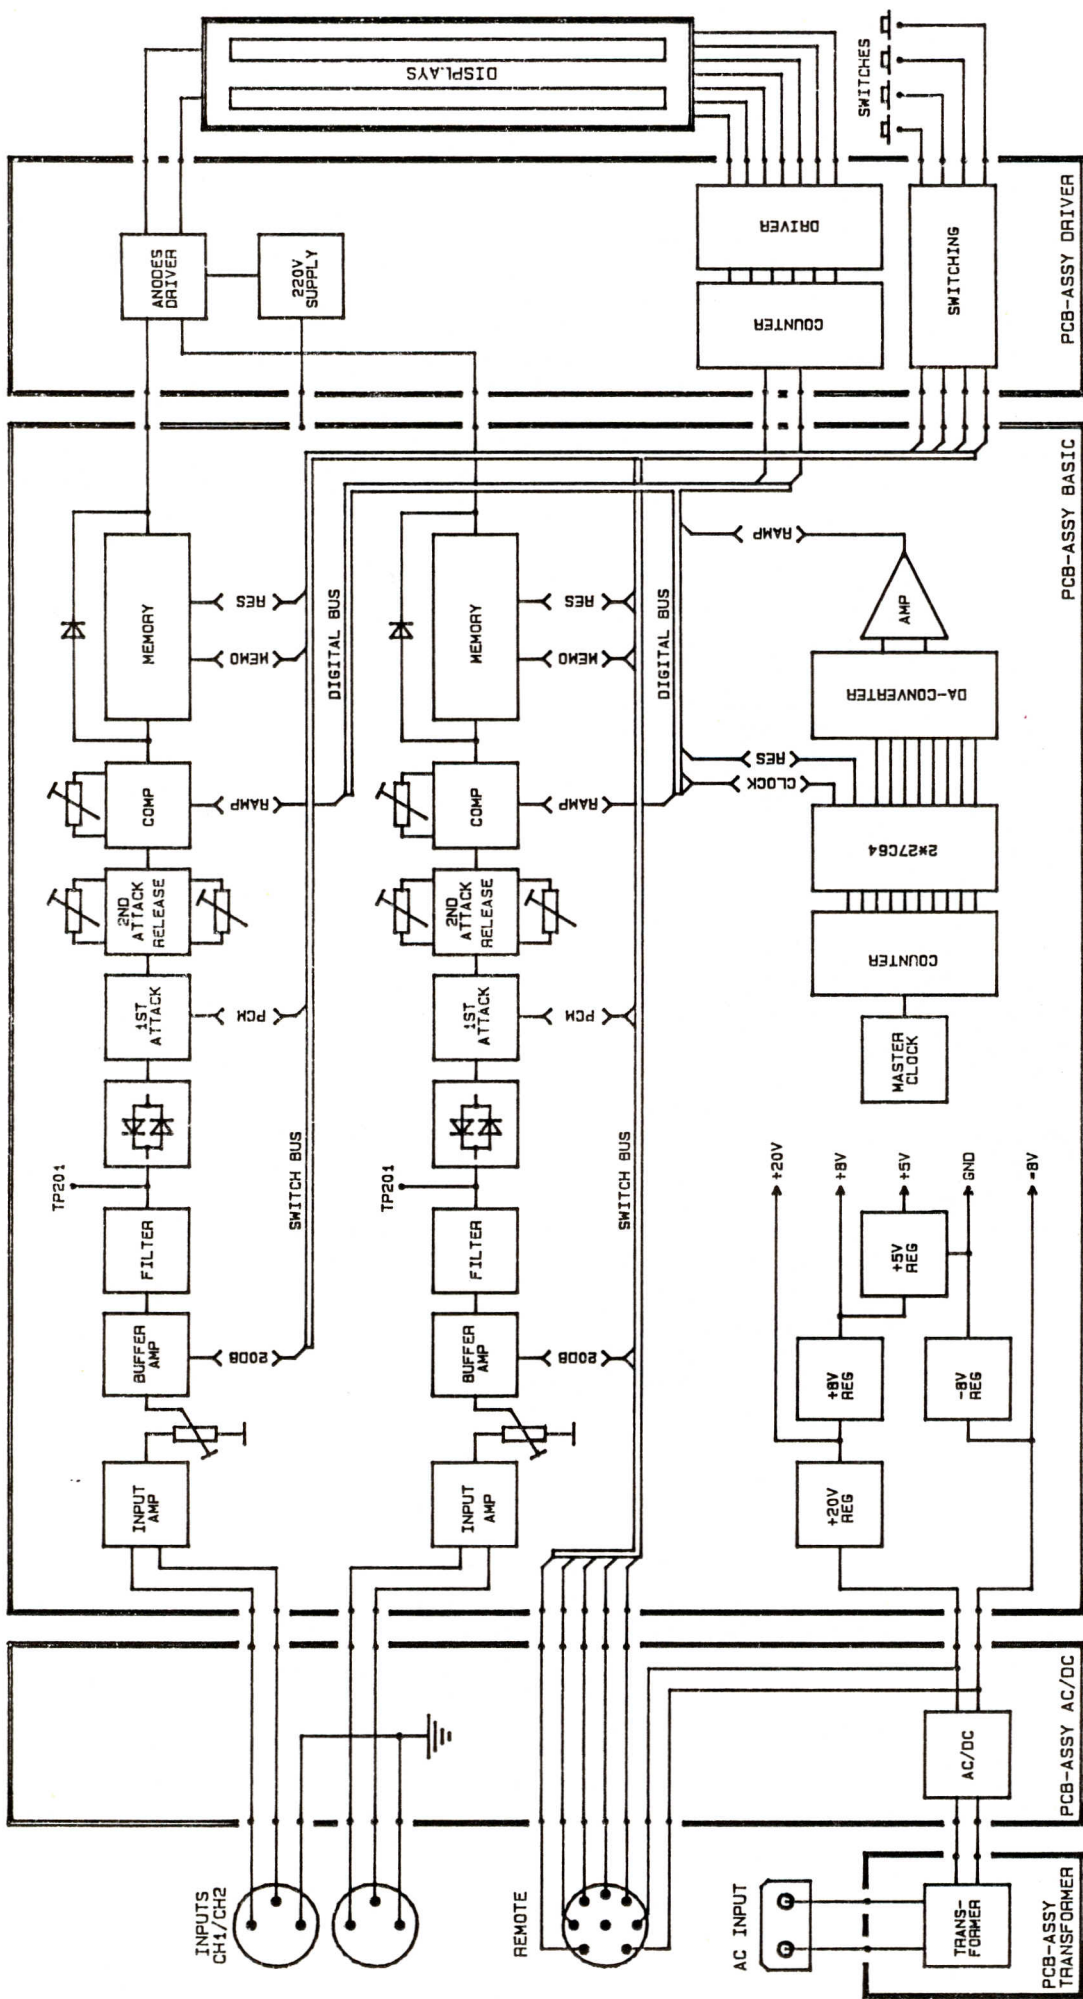 INPUTS
CH1/CH2
INPUT
AMP
BUFFER
AMP
20DB
FILTER
TP201
1ST
ATTACK
PCM
2ND
ATTACK
RELEASE
COMP
RAMP
MEMORY
MEMO
RES
SWITCH BUS
DIGITAL BUS
INPUT
AMP
BUFFER
AMP
20DB
FILTER
TP201
1ST
ATTACK
PCM
2ND
ATTACK
RELEASE
COMP
RAMP
MEMORY
MEMO
RES
SWITCH BUS
DIGITAL BUS
ANODES
DRIVER
220V
SUPPLY
DISPLAYS
COUNTER
DRIVER
SWITCHING
SWITCHES
PCB-ASSY DRIVER
REMOTE
AC INPUT
TRANS-
FORMER
PCB-ASSY
TRANSFORMER
AC/DC
PCB-ASSY AC/DC
+20V
REG
+8V
REG
-8V
REG
+5V
REG
+20V
+8V
+5V
GND
-8V
MASTER
CLOCK
COUNTER
2*27C64
CLOCK
RES
DA-CONVERTER
AMP
RAMP
PCB-ASSY BASIC